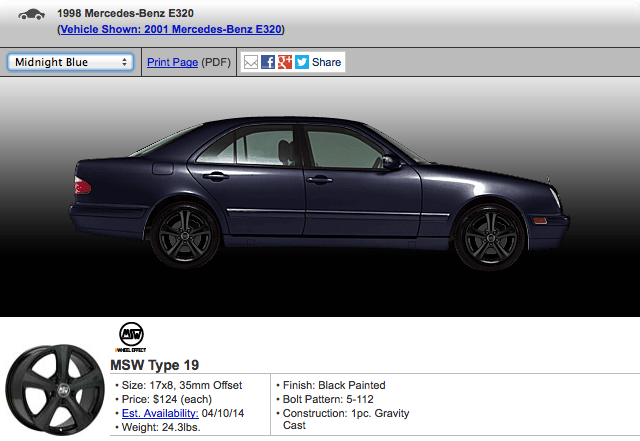 1998 Mercedes-Benz E320
(Vehicle Shown: 2001 Mercedes-Benz E320)
Midnight Blue Print Page (PDF) Share
MSW
WHEEL EFFECT
MSW Type 19
• Size: 17x8, 35mm Offset
• Price: $124 (each)
• Est. Availability: 04/10/14
• Weight: 24.3lbs.
• Finish: Black Painted
• Bolt Pattern: 5-112
• Construction: 1pc. Gravity
Cast